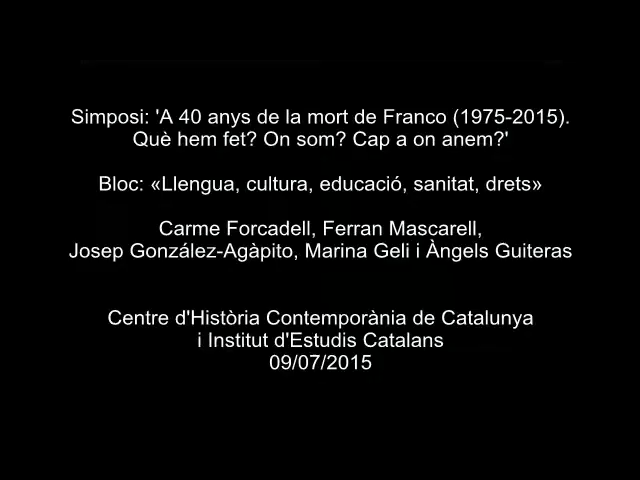 Simposi: 'A 40 anys de la mort de Franco (1975-2015).
Què hem fet? On som? Cap a on anem?'
Bloc: «Llengua, cultura, educació, sanitat, drets»
Carme Forcadell, Ferran Mascarell,
Josep González-Agàpito, Marina Geli i Àngels Guiteras
Centre d'Història Contemporània de Catalunya
i Institut d'Estudis Catalans
09/07/2015